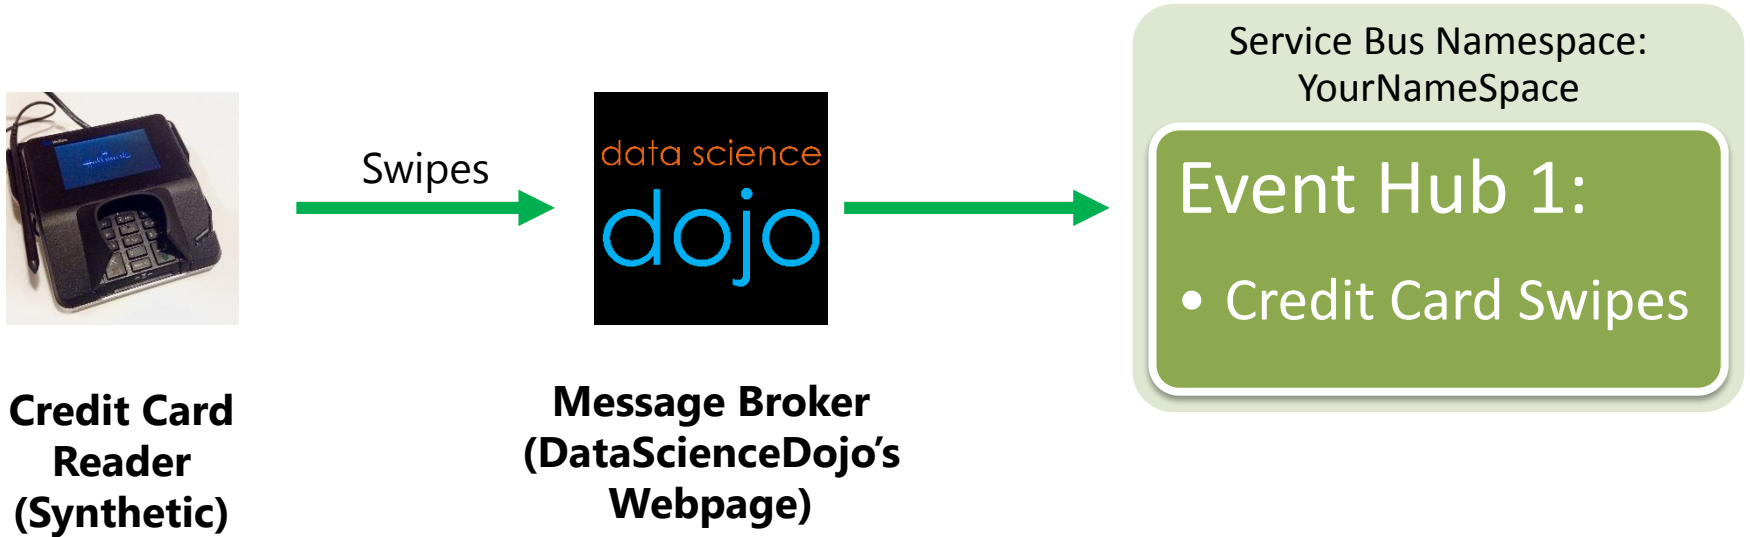 Service Bus Namespace:
YourNameSpace
Swipes
data science
dojo
Event Hub 1:
• Credit Card Swipes
Credit Card
Reader
(Synthetic)
Message Broker
(DataScienceDojo’s
Webpage)